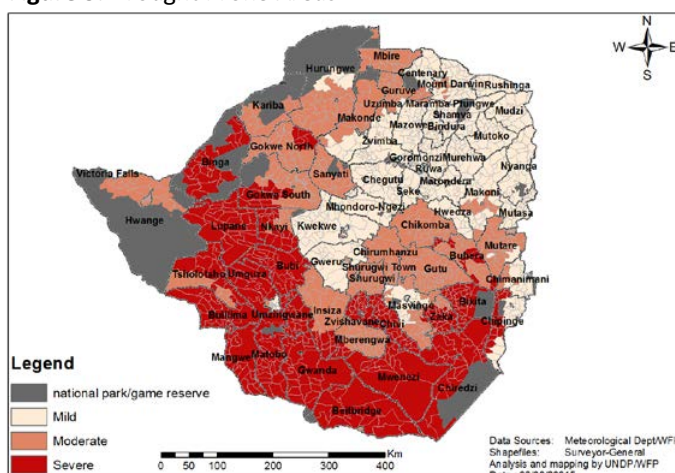 N
W E
S
Mbire
Hurungwe
Centenary
Mount Darwin
Rushinga
Guruve
Kariba
Uzumba
Maramba-Pfungwe
Mudzi
Makonde
Shamva
Mazowe
Bindura
Mutoko
Gokwe North
Zvimba
Binga
Goromonzi
Murehwa
Nyanga
Victoria Falls
Sanyati
Ruwa
Chegutu
Marondera
Seke
Makoni
Gokwe South
Hwange
Mhondoro-Ngezi
Hwedza
Mutasa
Lupane
Nkayi
Kwekwe
Chikomba
Mutare
Bubi
Gweru
Chirumhanzu
Buhera
Tsholotsho
Umguza
Shurugwi Town
Gutu
Chimanimani
Shurugwi
Bulilima
Umzingwane
Insiza
Masvingo
Bikita
Zvishavane
Chivi
Zaka
Chipinge
Mberengwa
Mangwe
Matobo
Gwanda
Mwenezi
Chiredzi
Beitbridge
Legend
national park/game reserve
Mild
Moderate
Severe
Km
0 50 100 200 300 400
Data Sources: Meteorological Dept/WFP
Shapefiles: Surveyor-General
Analysis and mapping by UNDP/WFP